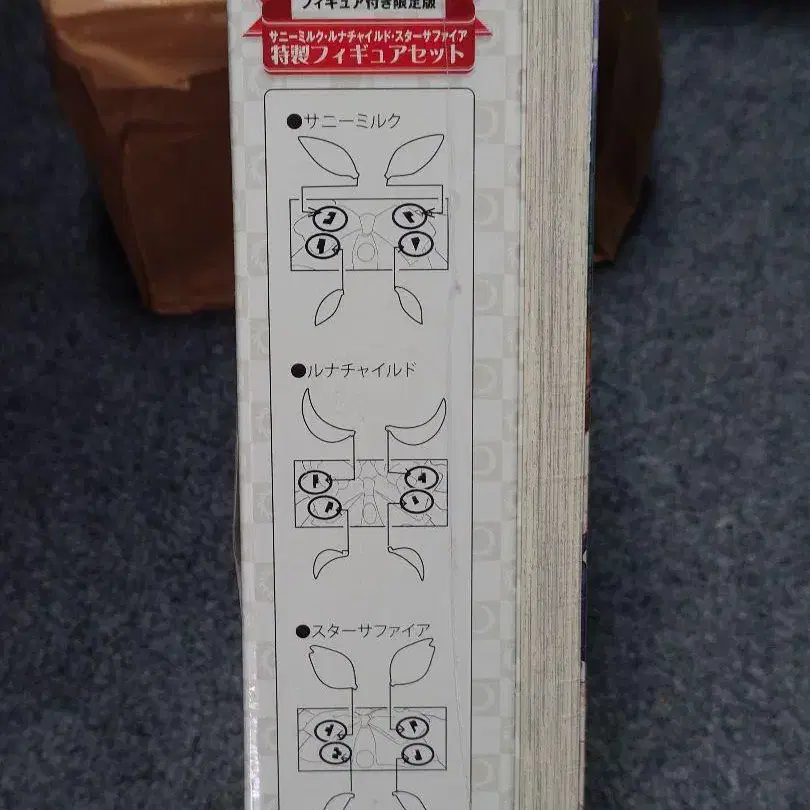 フィギュア付き限定版
サニーミルク・ルナチャイルド・スターサファイア
特製フィギュアセット
●サニーミルク
●ルナチャイルド
●スターサファイア